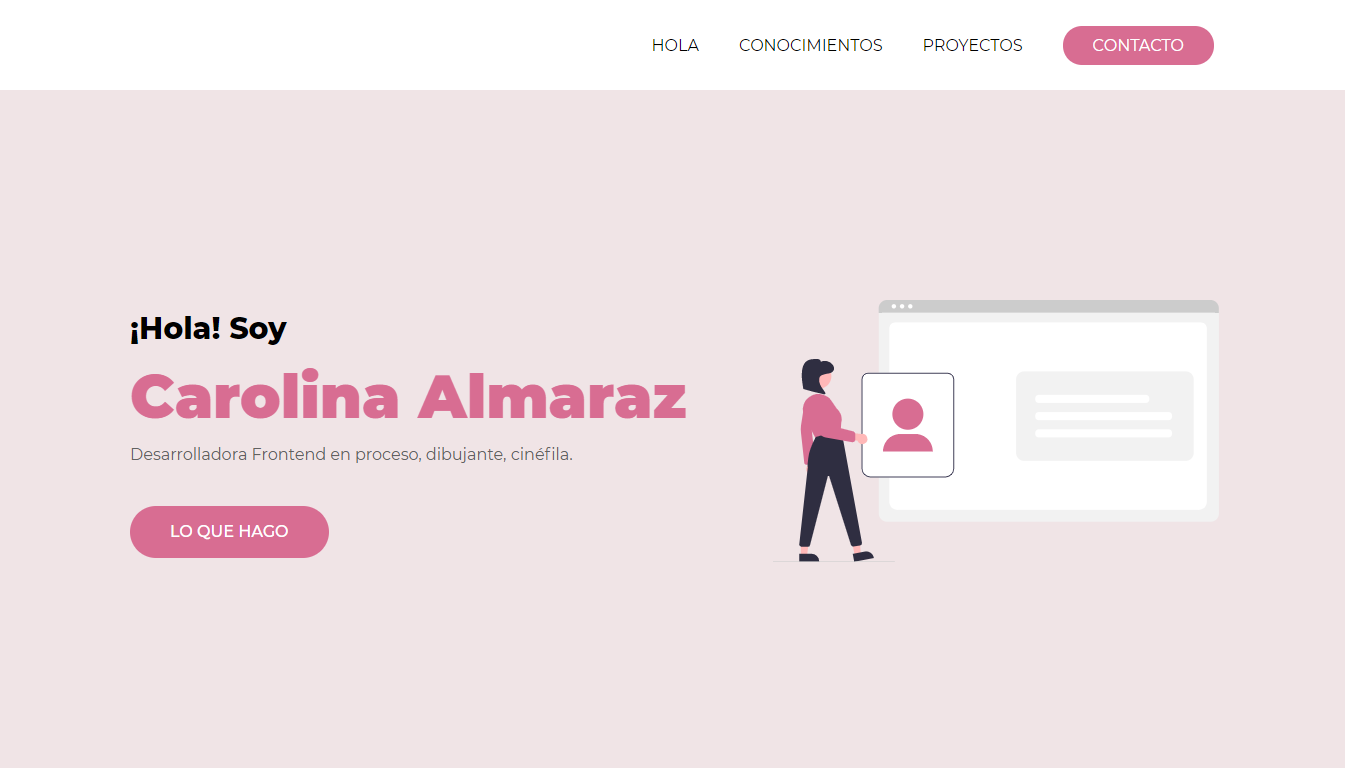 HOLA CONOCIMIENTOS PROYECTOS CONTACTO
¡Hola! Soy
Carolina Almaraz
Desarrolladora Frontend en proceso, dibujante, cinéfila.
LO QUE HAGO